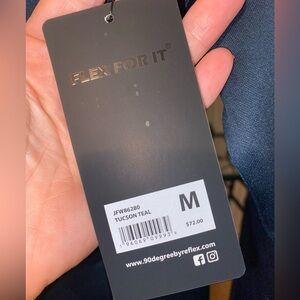 FLEX FOR IT®
JFW86280
TUCSON TEAL
M
$72.00
www.90degreebyreflex.com